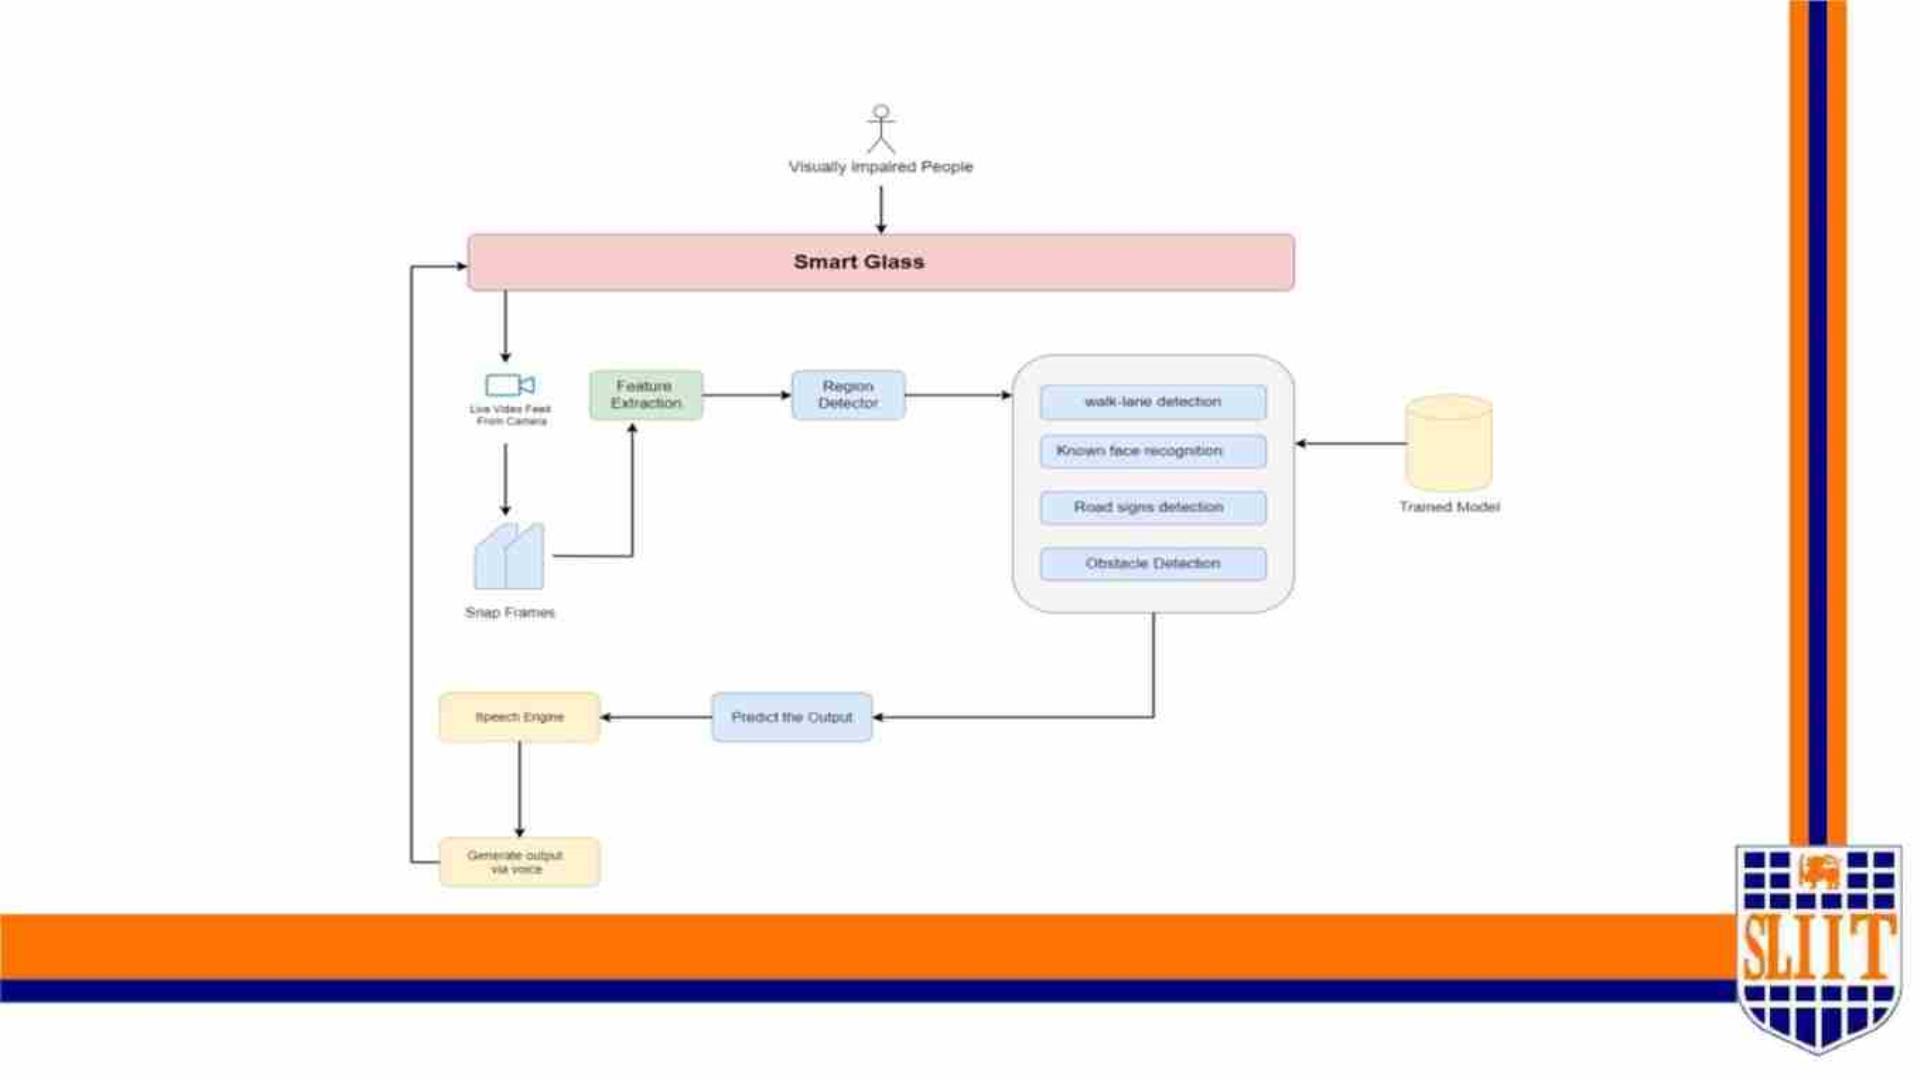 Visually Impaired People
Smart Glass
Live Video Feed
From Camera
Feature
Extraction
Region
Detector
walk-lane detection
Known face recognition
Road signs detection
Obstacle Detection
Trained Model
Snap Frames
Speech Engine
Predict the Output
Generate output
via voice
SLIIT